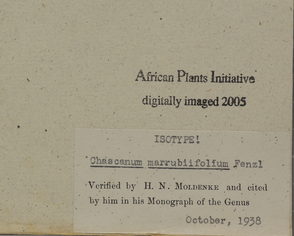 African Plants Initiative
digitally imaged 2005
ISOTYPE!
Chascanum marrubiifolium Fenzl
Verified by H. N. Moldenke and cited
by him in his Monograph of the Genus
October, 1938